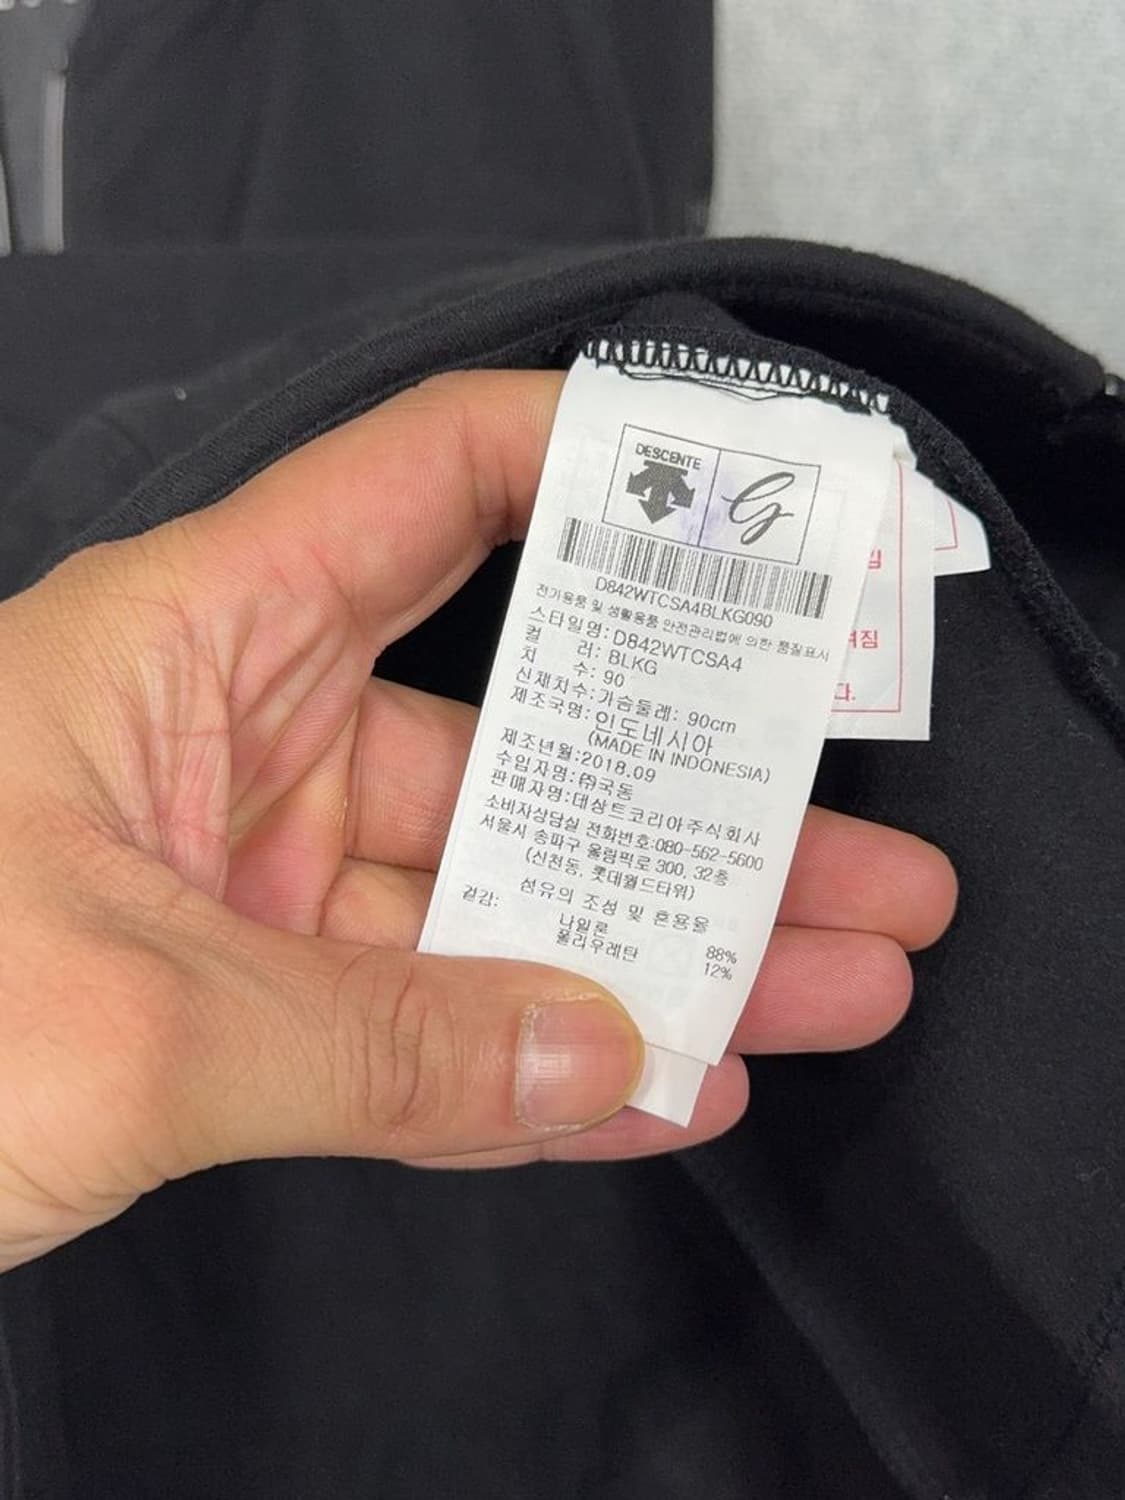 DESCENTE
D842WTCSA4BLKG090
전기용품 및 생활용품 안전관리법에 의한 품질표시
스타일명: D842WTCSA4
컬 러: BLKG
치 수: 90
신체치수: 가슴둘레: 90cm
제조국명: 인도네시아
(MADE IN INDONESIA)
제조년월:2018.09
수입자명:㈜국동
판매자명:데상트코리아주식회사
소비자상담실 전화번호:080-562-5600
서울시 송파구 올림픽로 300, 32층
(신천동, 롯데월드타워)
섬유의 조성 및 혼용율
겉감:
나일론 88%
폴리우레탄 12%
다.